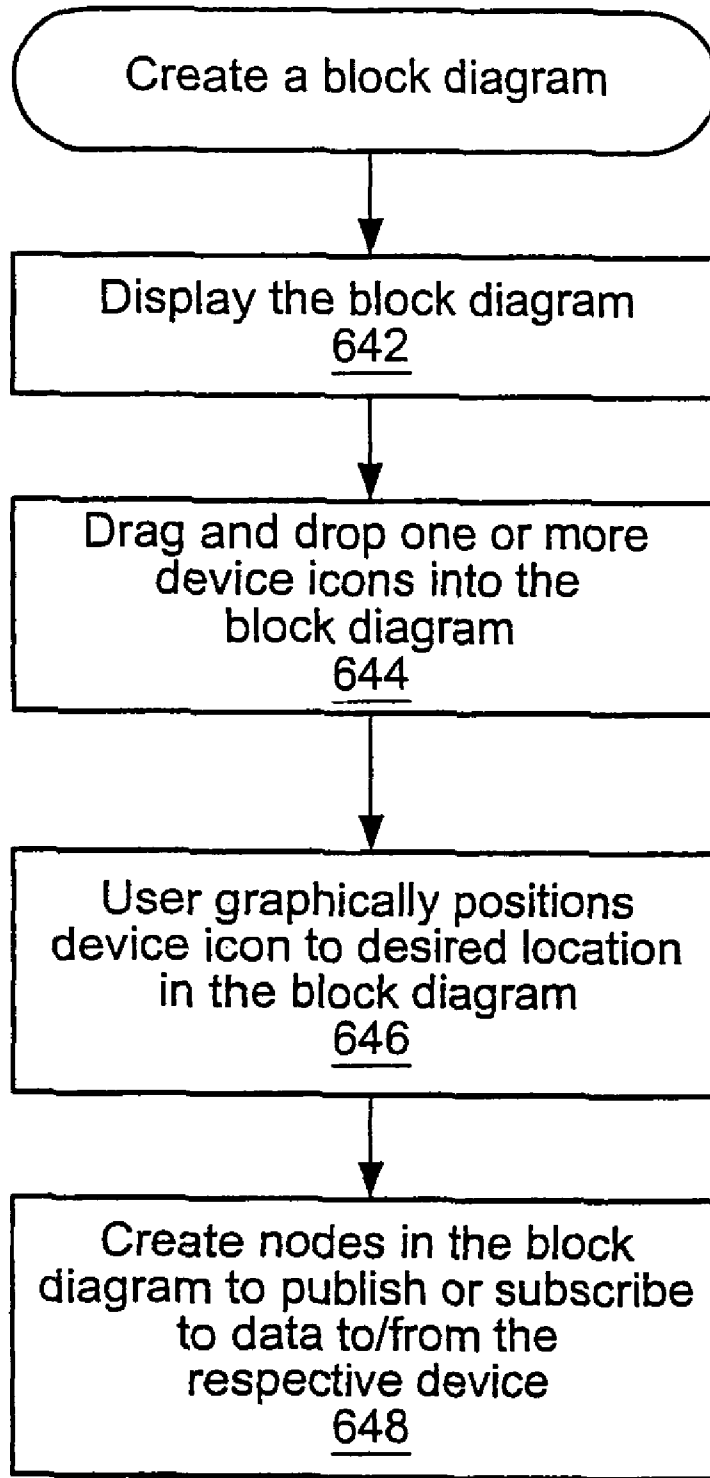 Create a block diagram
Display the block diagram
642
Drag and drop one or more
device icons into the
block diagram
644
User graphically positions
device icon to desired location
in the block diagram
646
Create nodes in the block
diagram to publish or subscribe
to data to/from the
respective device
648